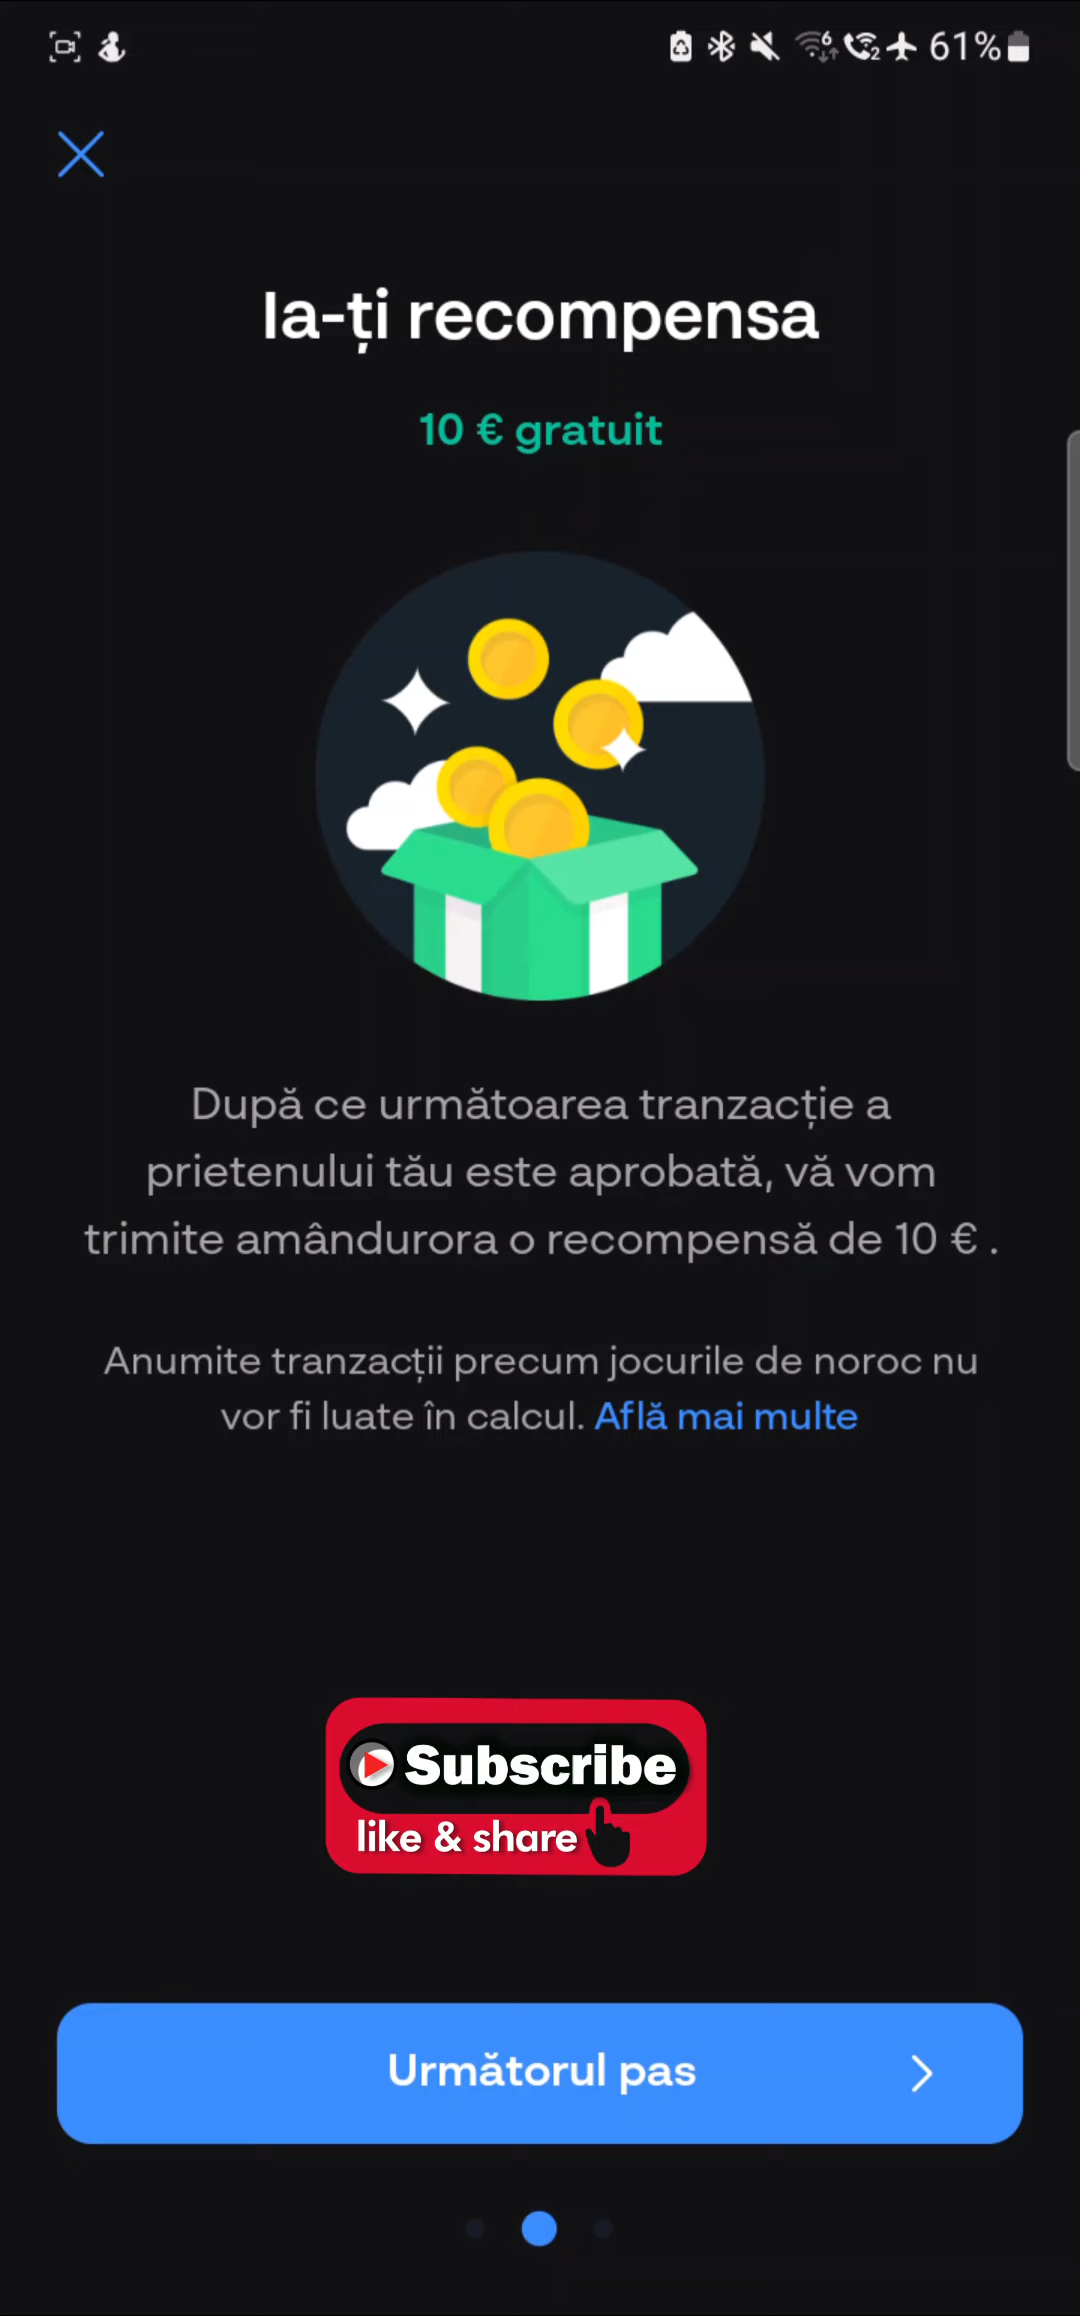 61%
Ia-ți recompensa
10 € gratuit
După ce următoarea tranzacție a
prietenului tău este aprobată, vă vom
trimite amândurora o recompensă de 10 € .
Anumite tranzacții precum jocurile de noroc nu
vor fi luate în calcul. Află mai multe
Subscribe
like & share
Următorul pas